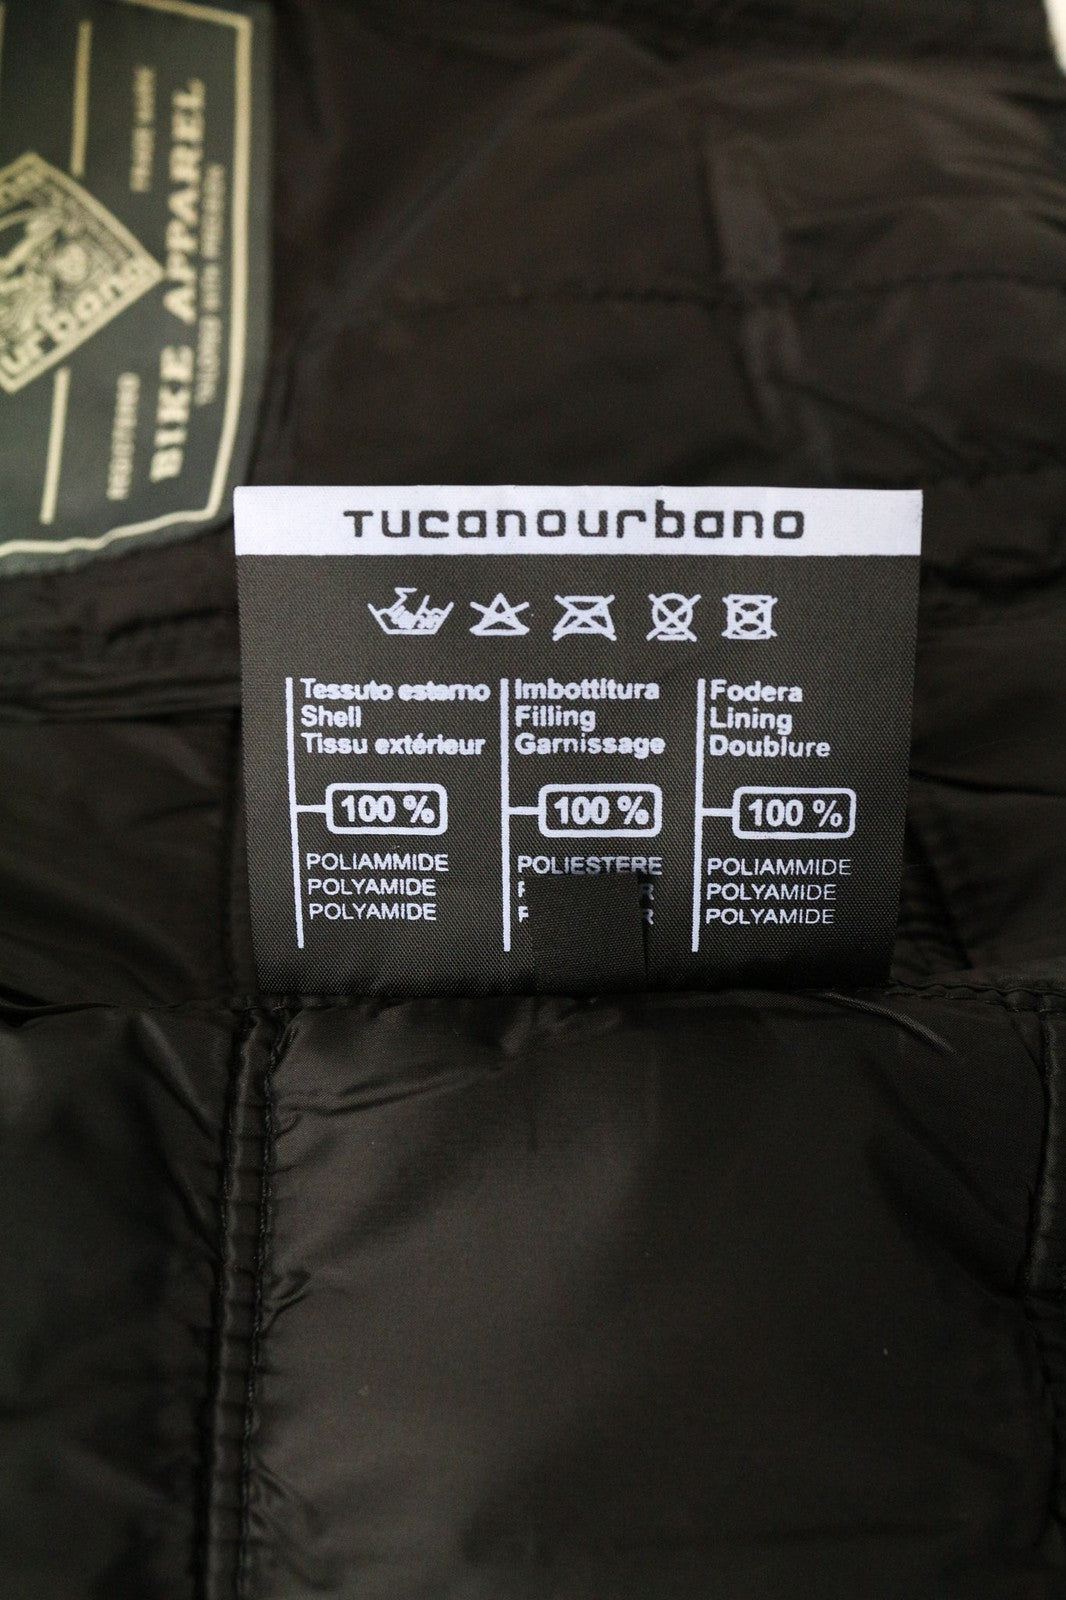 BIKE APPAREL
urbano
TUCANOURBANO
Tessuto esterno
Shell
Tissu extérieur
100 %
POLIAMMIDE
POLYAMIDE
POLYAMIDE
Imbottitura
Filling
Garnissage
100 %
POLIESTERE
Fodera
Lining
Doublure
100 %
POLIAMMIDE
POLYAMIDE
POLYAMIDE